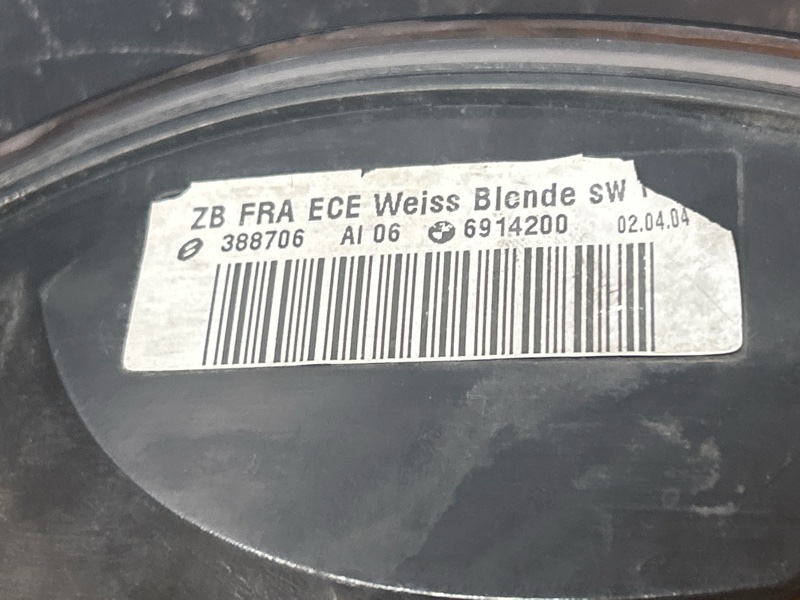 ZB FRA ECE Weiss Blende sw
388706 AI 06 6914200 02.04.04